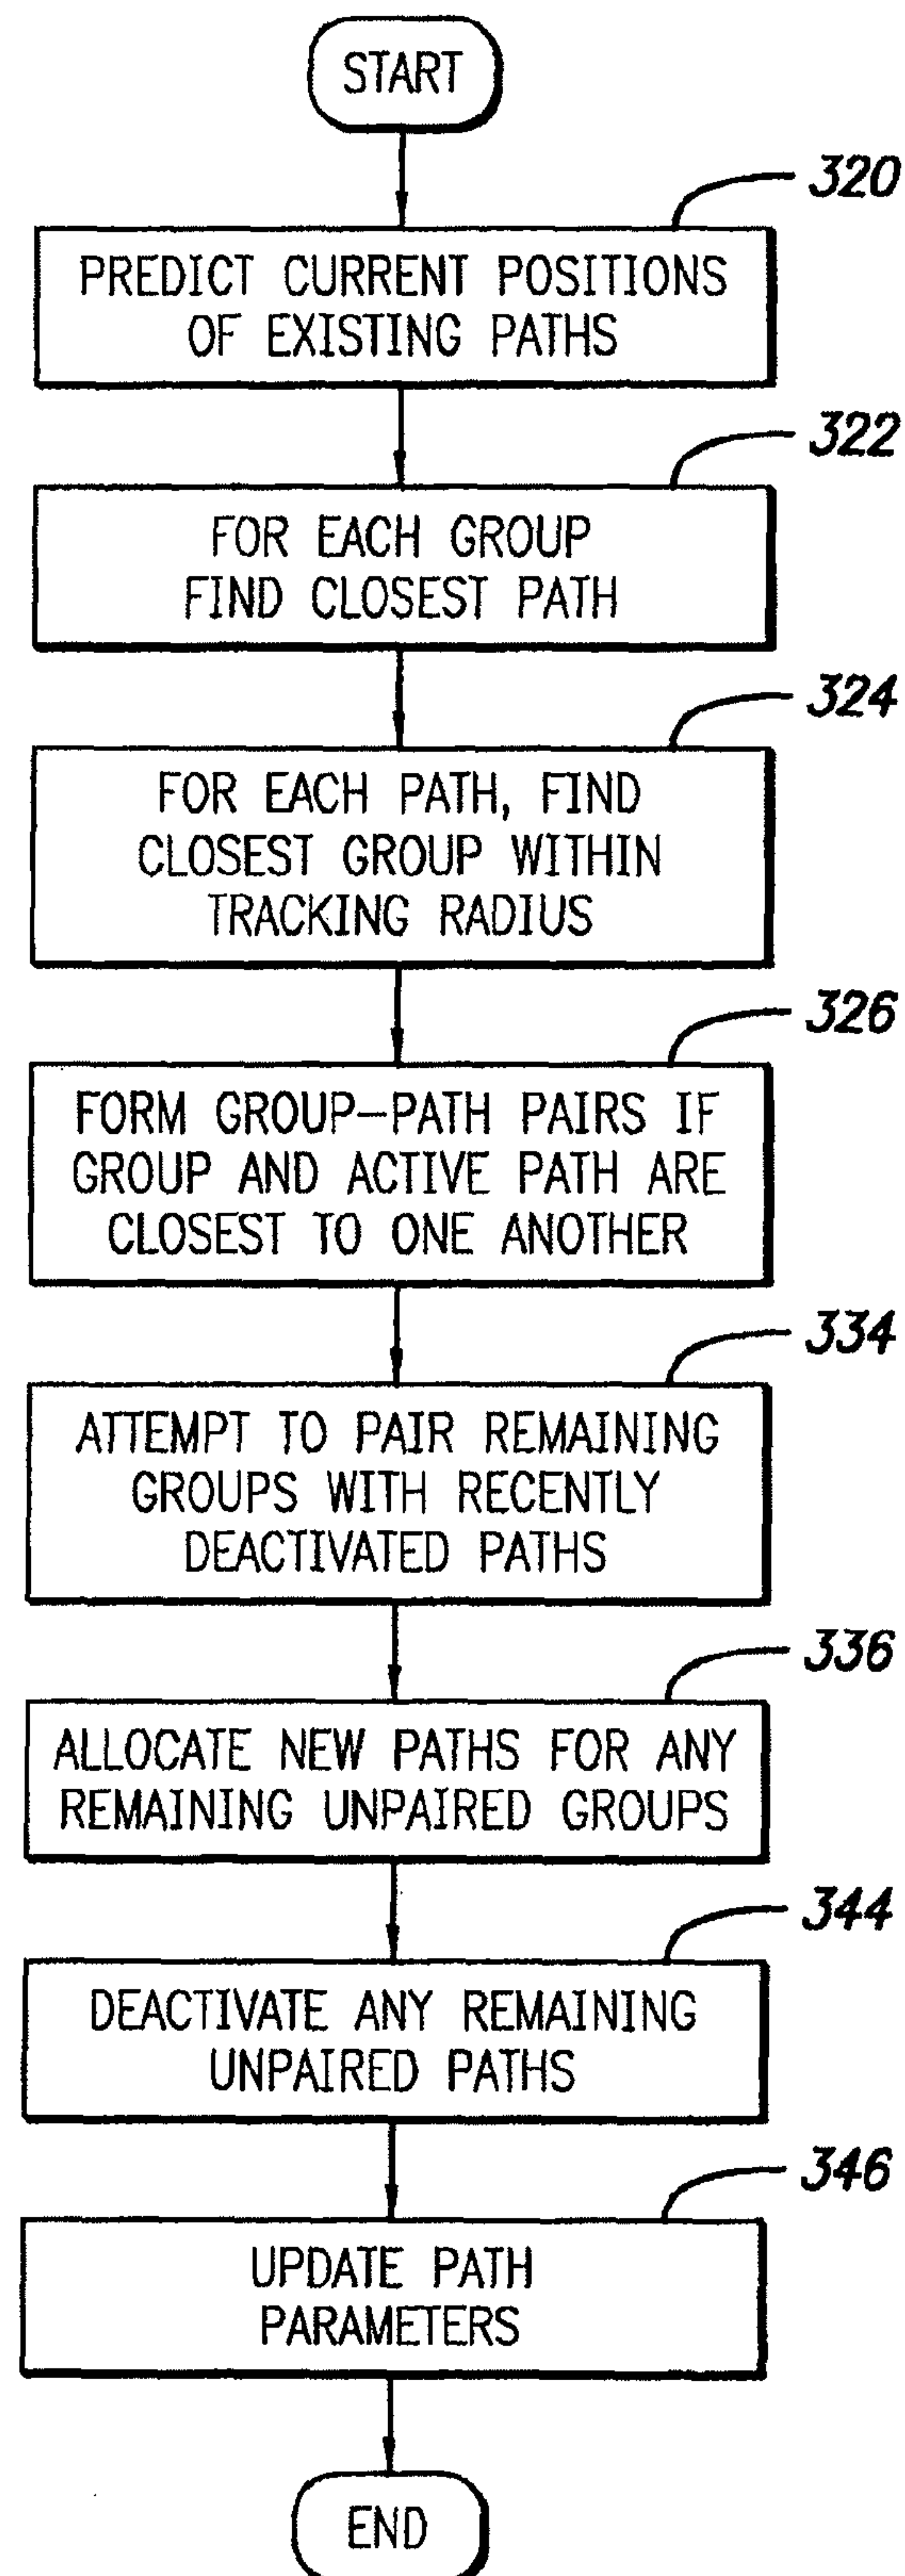 START
320
PREDICT CURRENT POSITIONS
OF EXISTING PATHS
322
FOR EACH GROUP
FIND CLOSEST PATH
324
FOR EACH PATH, FIND
CLOSEST GROUP WITHIN
TRACKING RADIUS
326
FORM GROUP-PATH PAIRS IF
GROUP AND ACTIVE PATH ARE
CLOSEST TO ONE ANOTHER
334
ATTEMPT TO PAIR REMAINING
GROUPS WITH RECENTLY
DEACTIVATED PATHS
336
ALLOCATE NEW PATHS FOR ANY
REMAINING UNPAIRED GROUPS
344
DEACTIVATE ANY REMAINING
UNPAIRED PATHS
346
UPDATE PATH
PARAMETERS
END